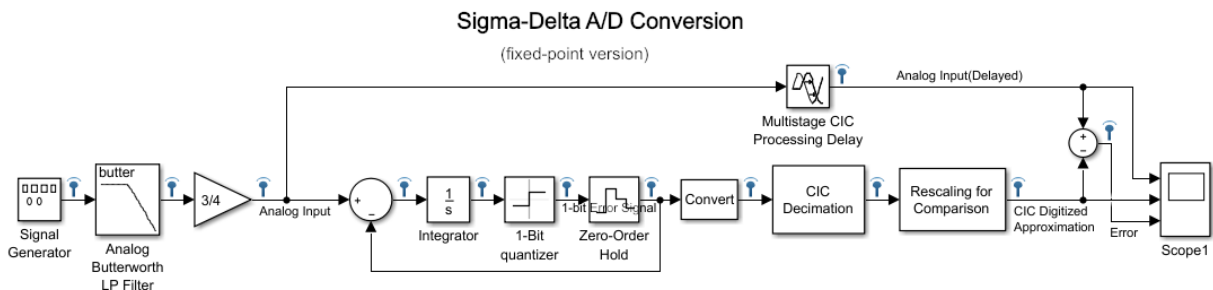 Sigma-Delta A/D Conversion
(fixed-point version)
Analog Input(Delayed)
Multistage CIC
Processing Delay
+
−
butter
3/4
Analog Input
+
−
1
s
1-bit Error Signal
Convert
CIC
Decimation
Rescaling for
Comparison
CIC Digitized
Approximation
Error
Signal
Generator
Analog
Butterworth
LP Filter
Integrator
1-Bit
quantizer
Zero-Order
Hold
Scope1